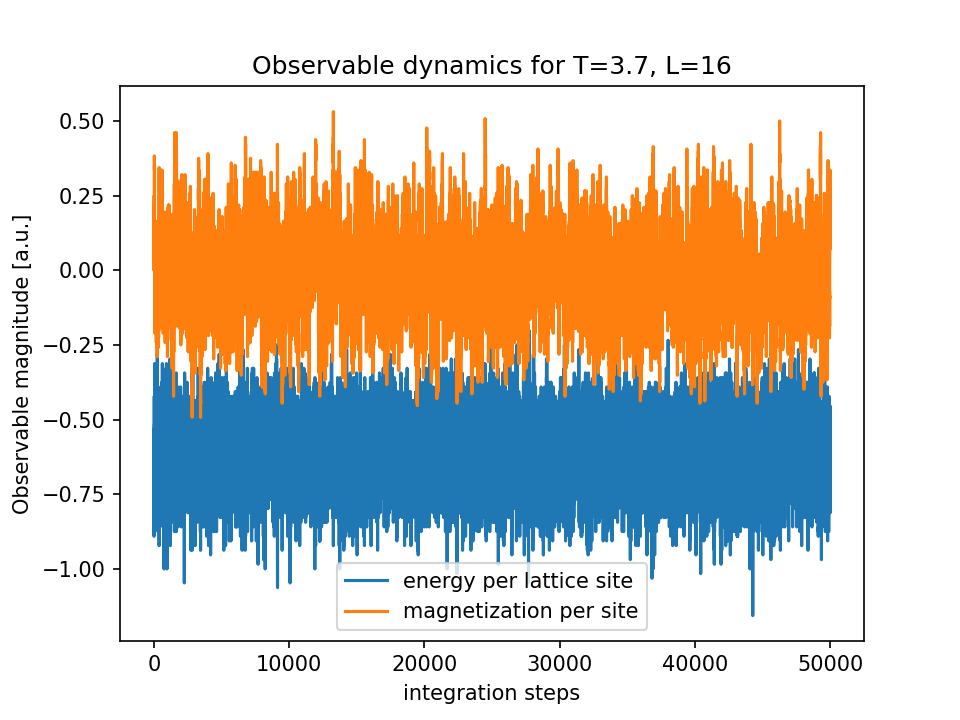 Observable dynamics for T=3.7, L=16
Observable magnitude [a.u.]
0.50
0.25
0.00
−0.25
−0.50
−0.75
−1.00
energy per lattice site
magnetization per site
0 10000 20000 30000 40000 50000
integration steps